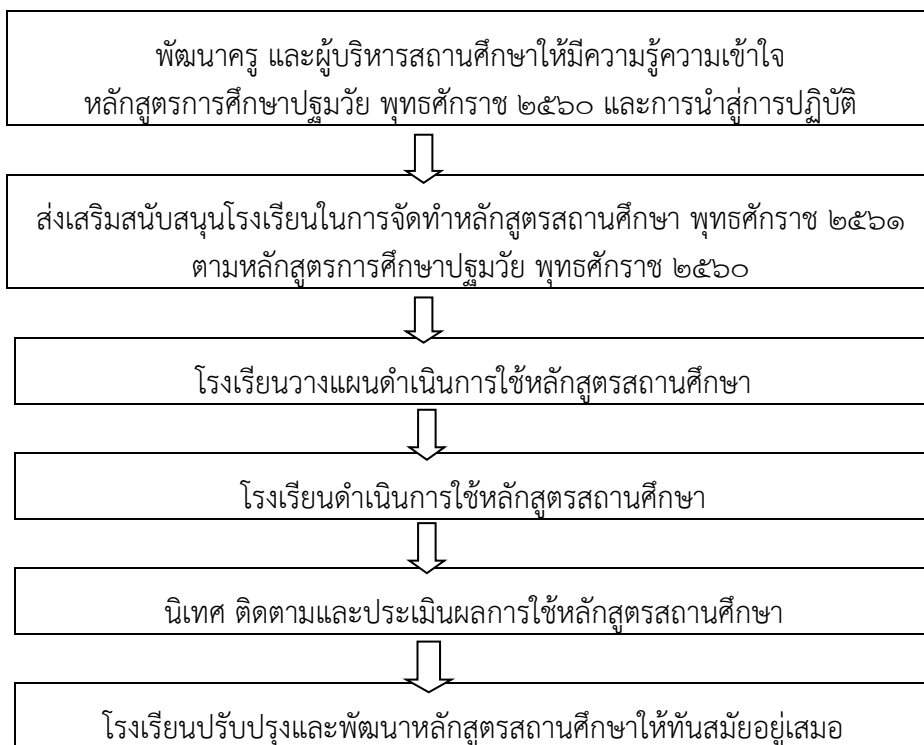 พัฒนาครู และผู้บริหารสถานศึกษาให้มีความรู้ความเข้าใจ
หลักสูตรการศึกษาปฐมวัย พุทธศักราช ๒๕๖๐ และการนำสู่การปฏิบัติ
ส่งเสริมสนับสนุนโรงเรียนในการจัดทำหลักสูตรสถานศึกษา พุทธศักราช ๒๕๖๑
ตามหลักสูตรการศึกษาปฐมวัย พุทธศักราช ๒๕๖๐
โรงเรียนวางแผนดำเนินการใช้หลักสูตรสถานศึกษา
โรงเรียนดำเนินการใช้หลักสูตรสถานศึกษา
นิเทศ ติดตามและประเมินผลการใช้หลักสูตรสถานศึกษา
โรงเรียนปรับปรุงและพัฒนาหลักสูตรสถานศึกษาให้ทันสมัยอยู่เสมอ